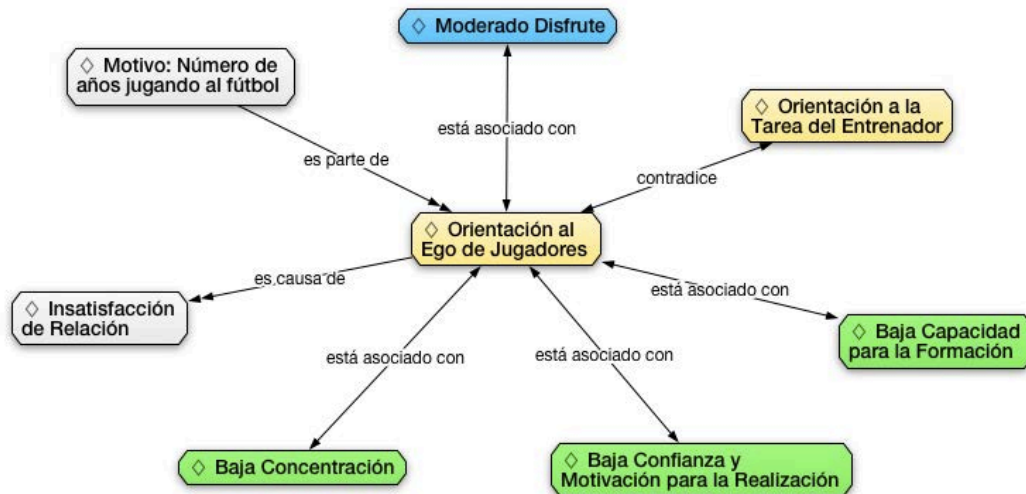 ◇ Moderado Disfrute
◇ Motivo: Número de
años jugando al fútbol
◇ Orientación a la
Tarea del Entrenador
está asociado con
es parte de
contradice
◇ Orientación al
Ego de Jugadores
es causa de
está asociado con
◇ Insatisfacción
de Relación
◇ Baja Capacidad
para la Formación
está asociado con
está asociado con
◇ Baja Concentración
◇ Baja Confianza y
Motivación para la Realización